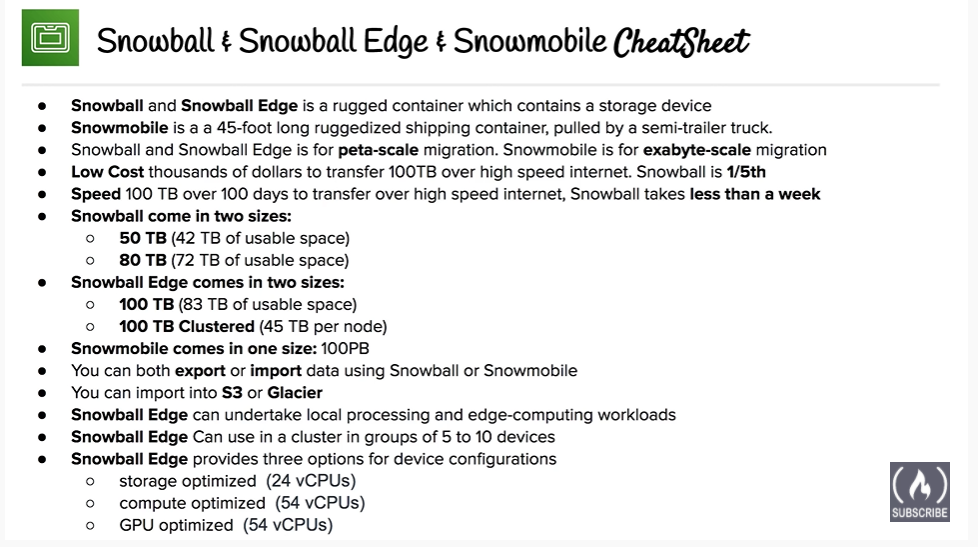 Snowball & Snowball Edge & Snowmobile CheatSheet
● Snowball and Snowball Edge is a rugged container which contains a storage device
● Snowmobile is a a 45-foot long ruggedized shipping container, pulled by a semi-trailer truck.
● Snowball and Snowball Edge is for peta-scale migration. Snowmobile is for exabyte-scale migration
● Low Cost thousands of dollars to transfer 100TB over high speed internet. Snowball is 1/5th
● Speed 100 TB over 100 days to transfer over high speed internet, Snowball takes less than a week
● Snowball come in two sizes:
○ 50 TB (42 TB of usable space)
○ 80 TB (72 TB of usable space)
● Snowball Edge comes in two sizes:
○ 100 TB (83 TB of usable space)
○ 100 TB Clustered (45 TB per node)
● Snowmobile comes in one size: 100PB
● You can both export or import data using Snowball or Snowmobile
● You can import into S3 or Glacier
● Snowball Edge can undertake local processing and edge-computing workloads
● Snowball Edge Can use in a cluster in groups of 5 to 10 devices
● Snowball Edge provides three options for device configurations
○ storage optimized (24 vCPUs)
○ compute optimized (54 vCPUs)
○ GPU optimized (54 vCPUs)
SUBSCRIBE